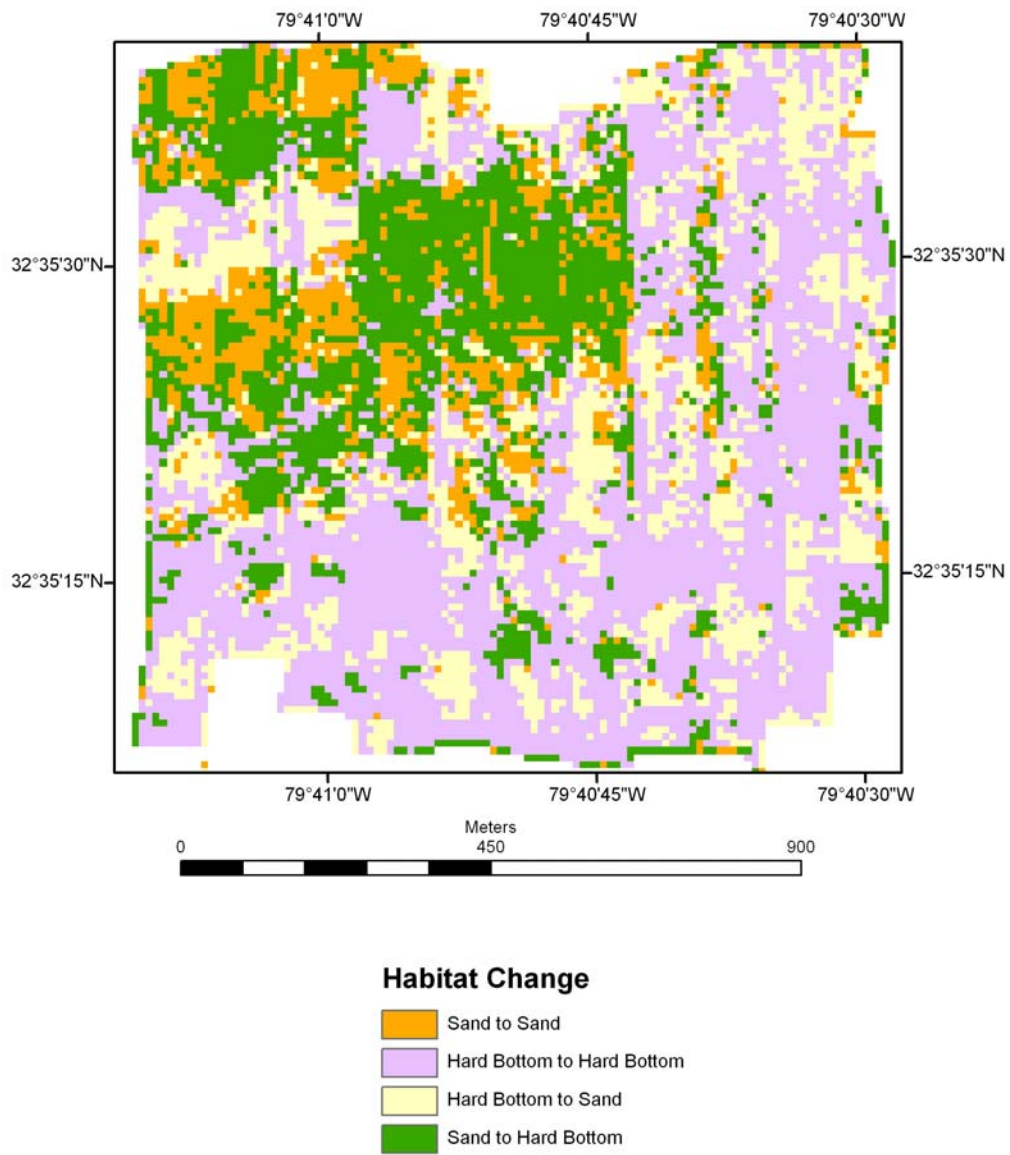 79°41'0"W 79°40'45"W 79°40'30"W
32°35'30"N 32°35'30"N
32°35'15"N 32°35'15"N
79°41'0"W 79°40'45"W 79°40'30"W
Meters
0 450 900
Habitat Change
Sand to Sand
Hard Bottom to Hard Bottom
Hard Bottom to Sand
Sand to Hard Bottom